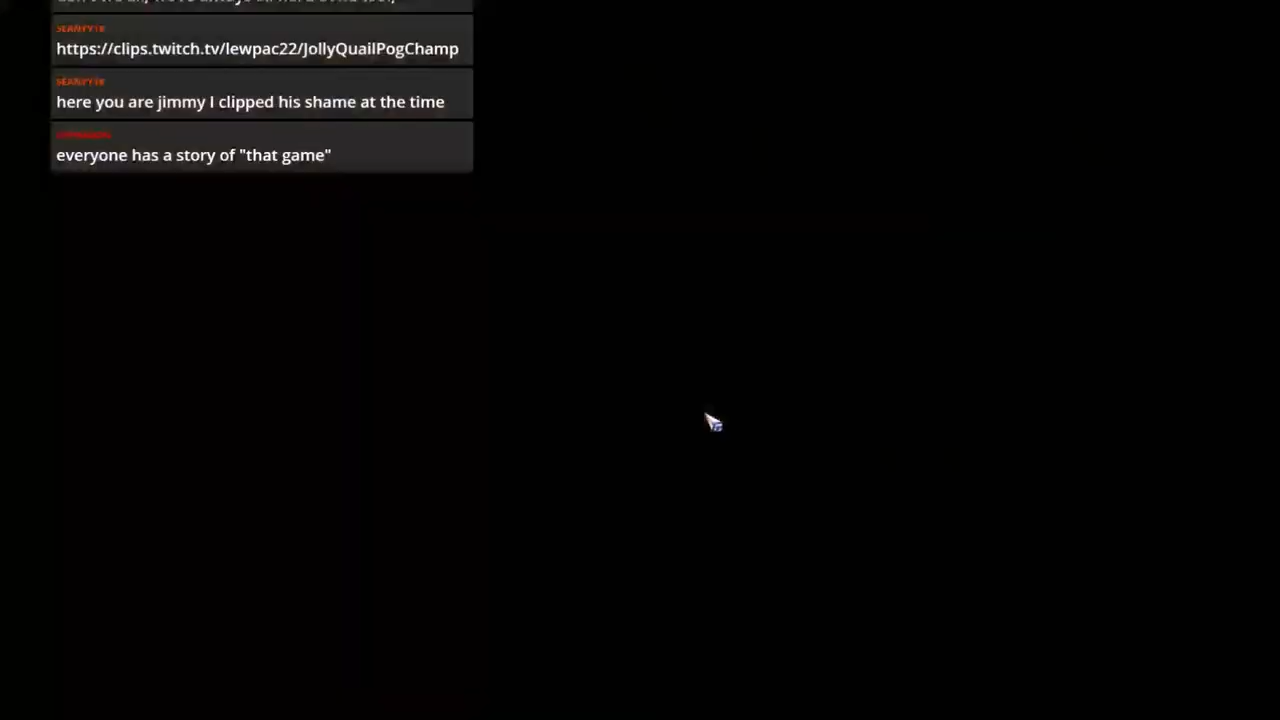 https://clips.twitch.tv/lewpac22/JollyQuailPogChamp
here you are jimmy I clipped his shame at the time
everyone has a story of "that game"